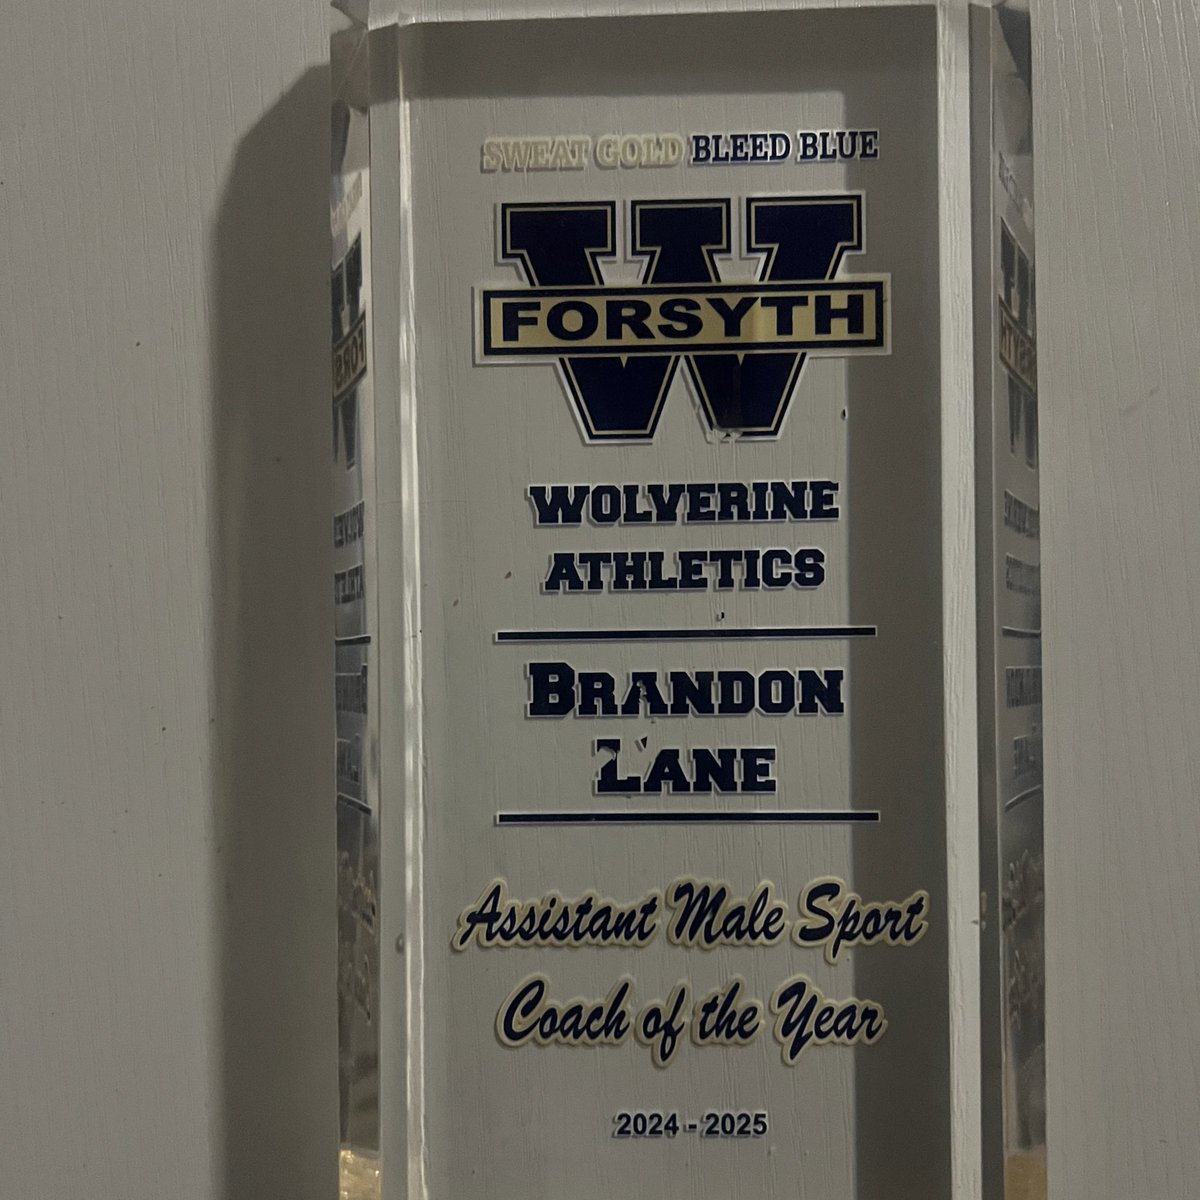 SWEAT GOLD BLEED BLUE
W
FORSYTH
WOLVERINE
ATHLETICS
BRANDON
LANE
Assistant Male Sport
Coach of the Year
2024 - 2025